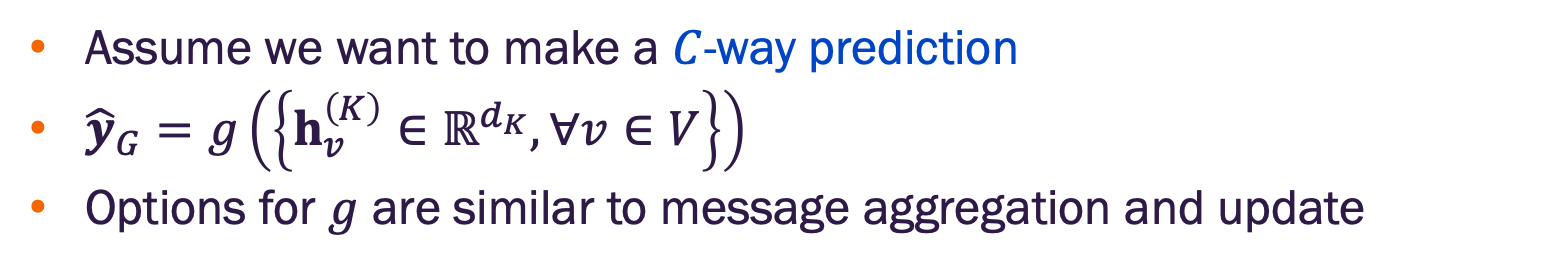 • Assume we want to make a C-way prediction
• ŷ_G = g({h_v^(K) ∈ ℝ^{d_K}, ∀v ∈ V})
• Options for g are similar to message aggregation and update